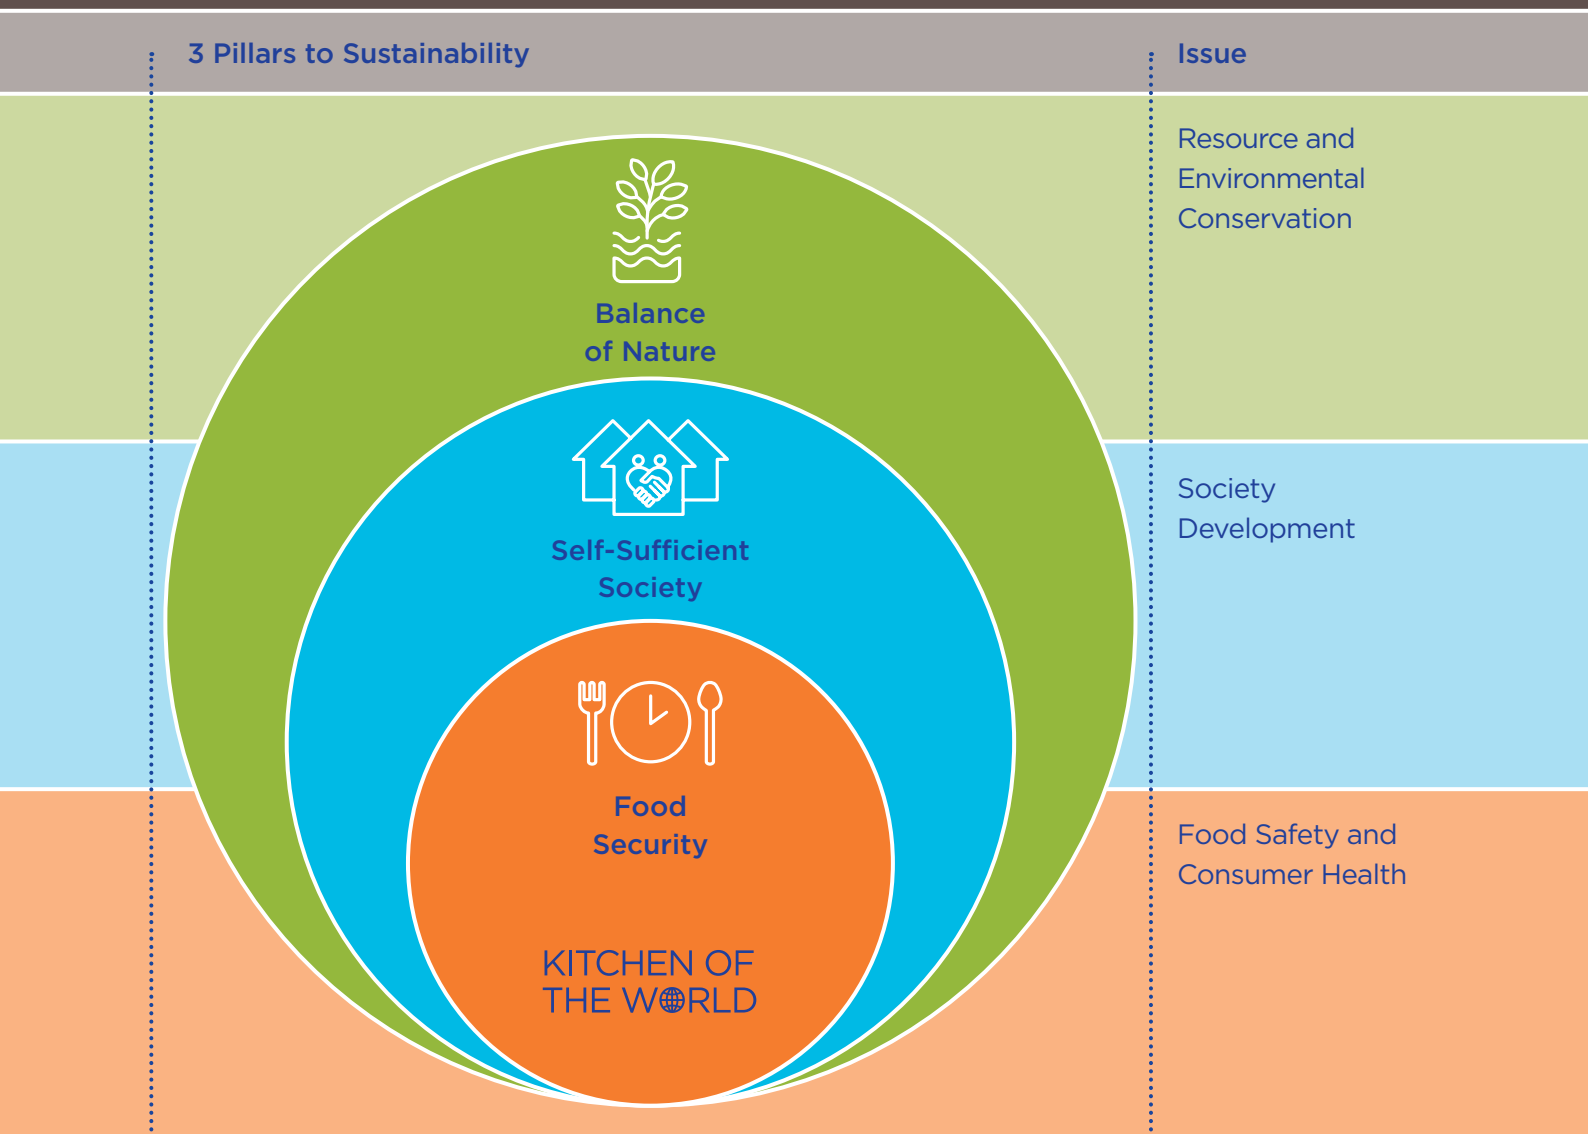 3 Pillars to Sustainability
Issue
Resource and
Environmental
Conservation
Balance
of Nature
Society
Development
Self-Sufficient
Society
Food
Security
Food Safety and
Consumer Health
KITCHEN OF
THE WORLD